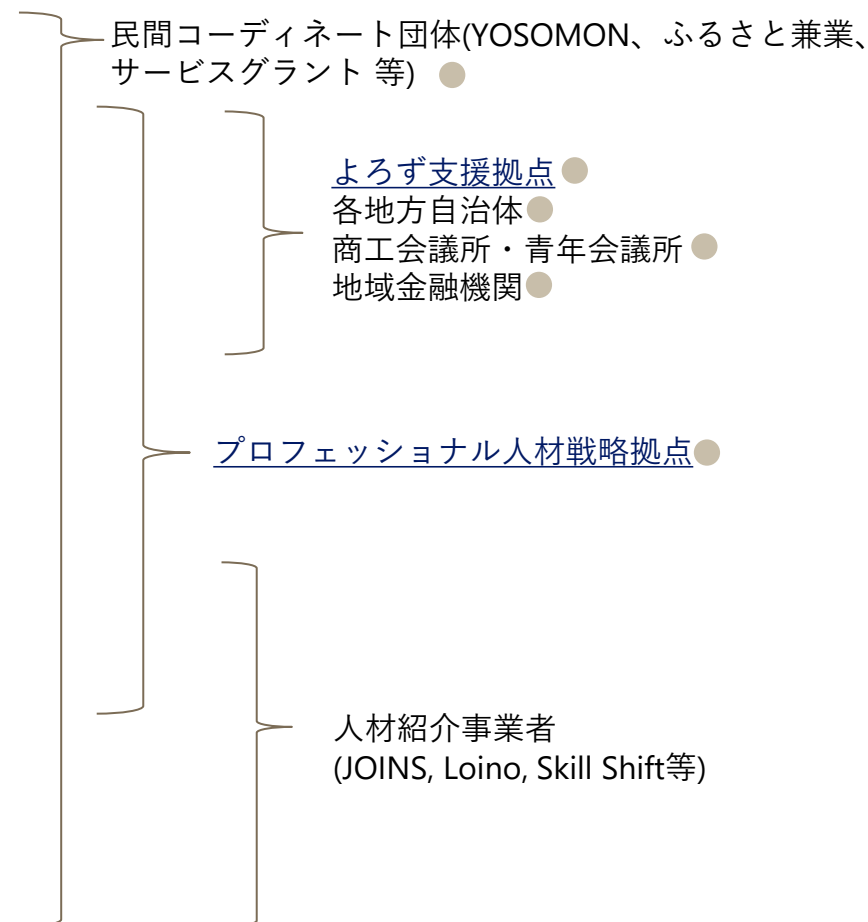 民間コーディネート団体(YOSOMON、ふるさと兼業、
サービスグラント 等)
よろず支援拠点
各地方自治体
商工会議所・青年会議所
地域金融機関
プロフェッショナル人材戦略拠点
人材紹介事業者
(JOINS, Loino, Skill Shift等)